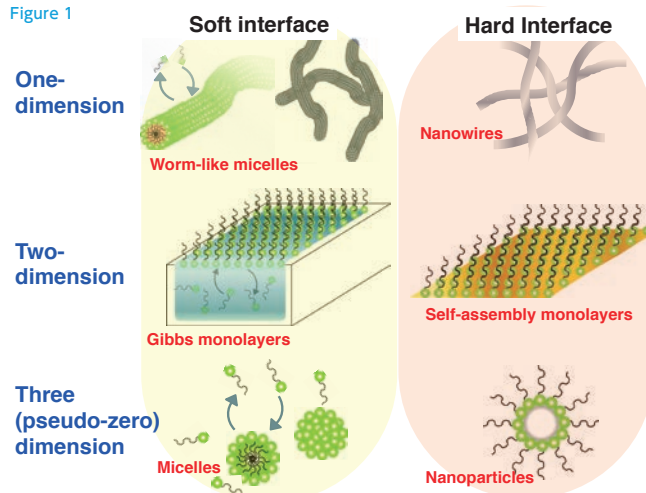 Figure 1
Soft interface
Hard Interface
One-
dimension
Worm-like micelles
Nanowires
Two-
dimension
Gibbs monolayers
Self-assembly monolayers
Three
(pseudo-zero)
dimension
Micelles
Nanoparticles